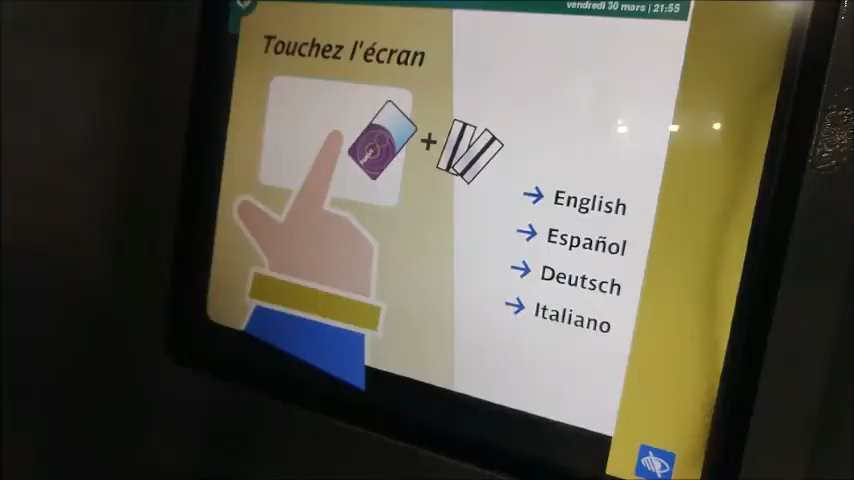 vendredi 30 mars | 21:55
Touchez l'écran
+
→ English
→ Español
→ Deutsch
→ Italiano